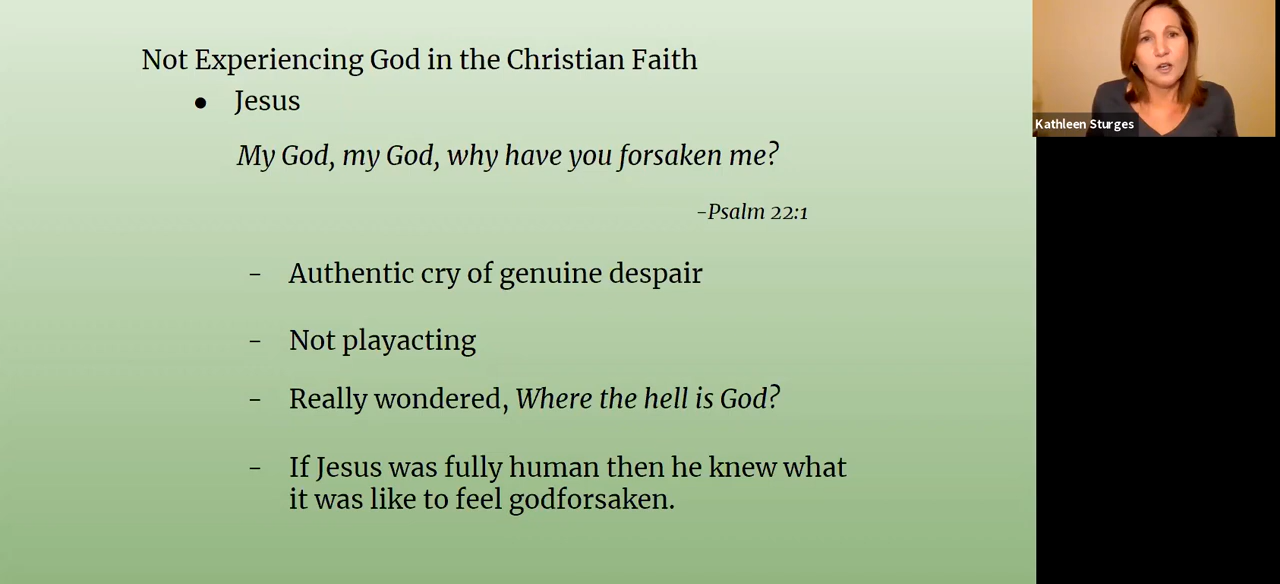 Not Experiencing God in the Christian Faith
● Jesus
My God, my God, why have you forsaken me?
-Psalm 22:1
- Authentic cry of genuine despair
- Not playacting
- Really wondered, Where the hell is God?
- If Jesus was fully human then he knew what
it was like to feel godforsaken.
Kathleen Sturges